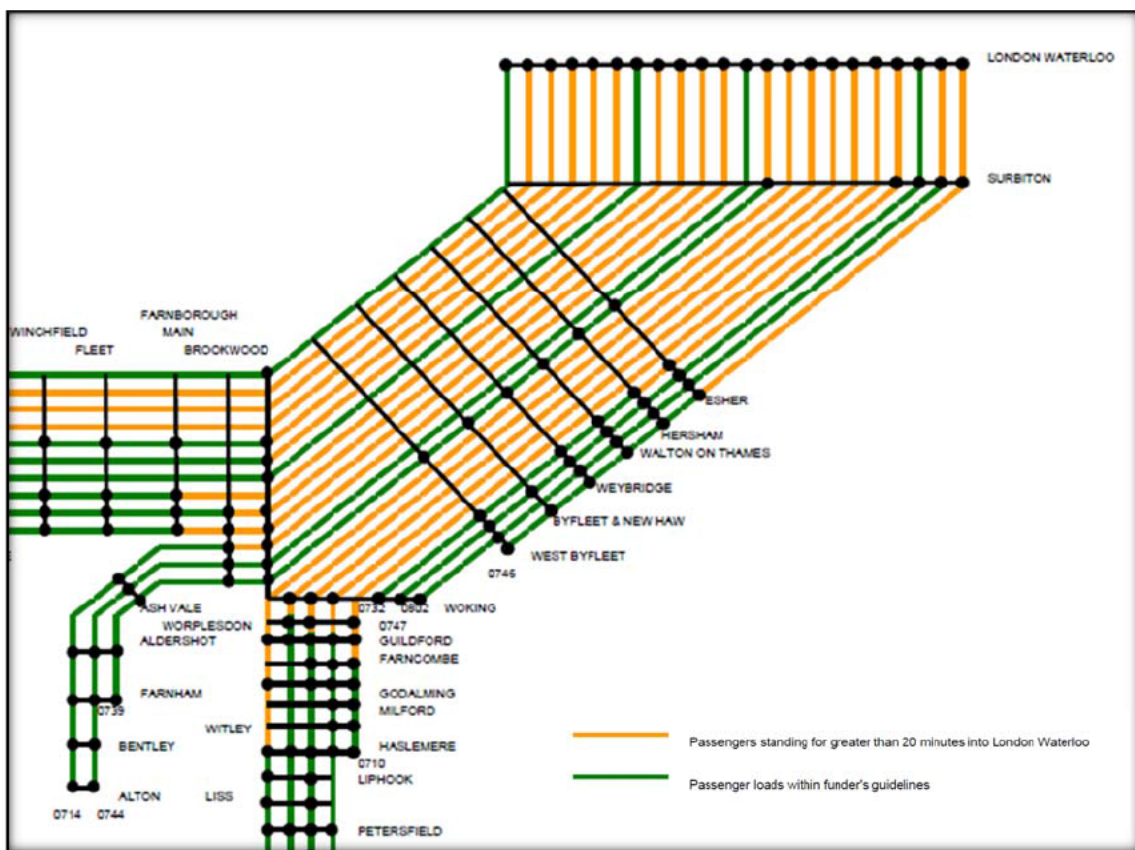 LONDON WATERLOO
SURBITON
FARNBOROUGH
WINCHFIELD MAIN
FLEET BROOKWOOD
ESHER
HERSHAM
WALTON ON THAMES
WEYBRIDGE
BYFLEET & NEW HAW
WEST BYFLEET
0746
0732 0802 WOKING
ASH VALE
WORPLESDON 0747
ALDERSHOT GUILDFORD
FARNCOMBE
FARNHAM GODALMING
0739 MILFORD
WITLEY
BENTLEY HASLEMERE
0710
LIPHOOK
ALTON LISS
0714 0744
PETERSFIELD
Passengers standing for greater than 20 minutes into London Waterloo
Passenger loads within funder's guidelines